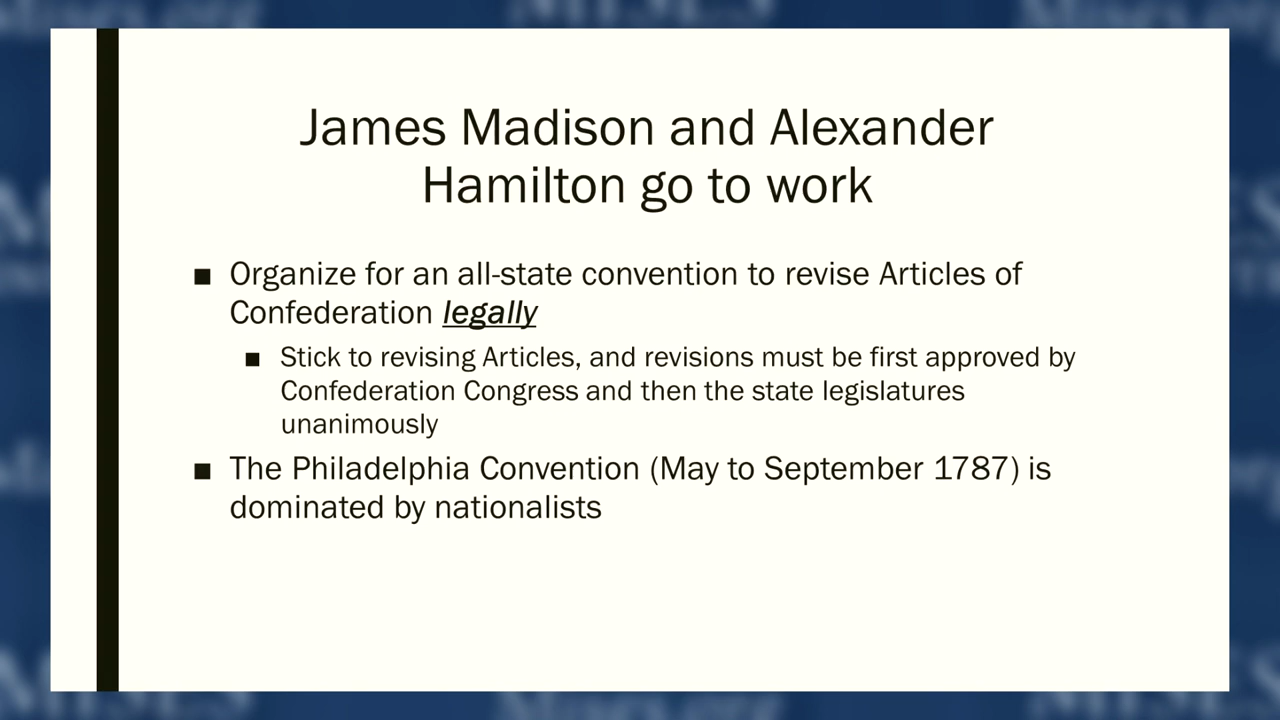 James Madison and Alexander
Hamilton go to work
■ Organize for an all-state convention to revise Articles of
Confederation legally
■ Stick to revising Articles, and revisions must be first approved by
Confederation Congress and then the state legislatures
unanimously
■ The Philadelphia Convention (May to September 1787) is
dominated by nationalists